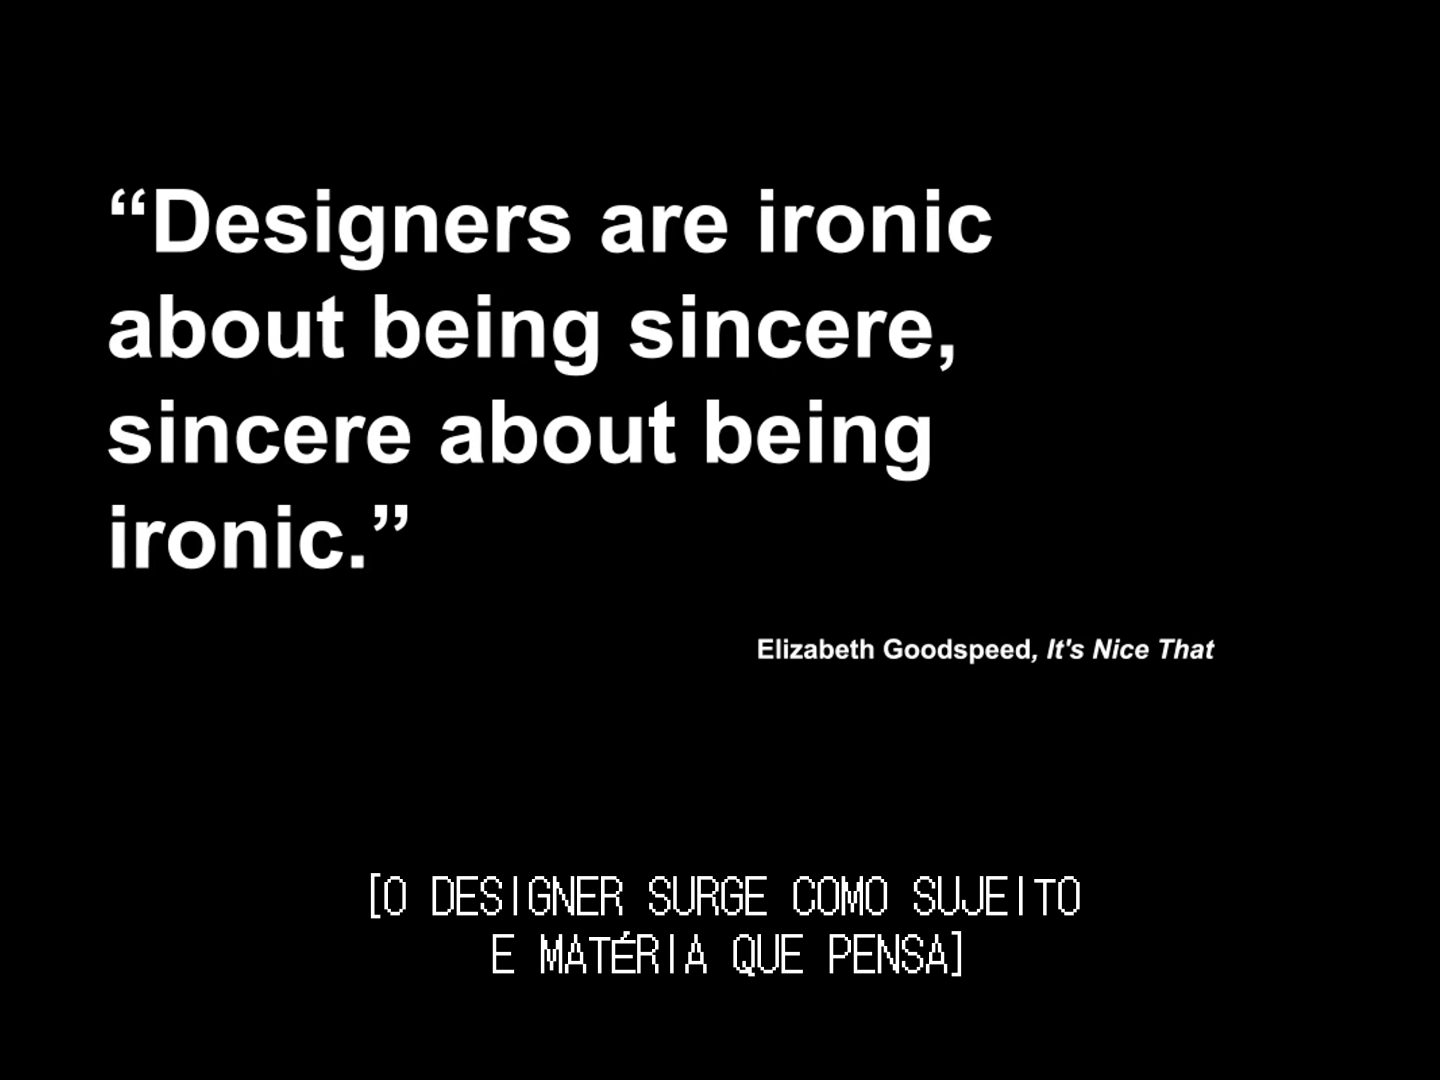 “Designers are ironic
about being sincere,
sincere about being
ironic.”
Elizabeth Goodspeed, It's Nice That
[O DESIGNER SURGE COMO SUJEITO
E MATÉRIA QUE PENSA]